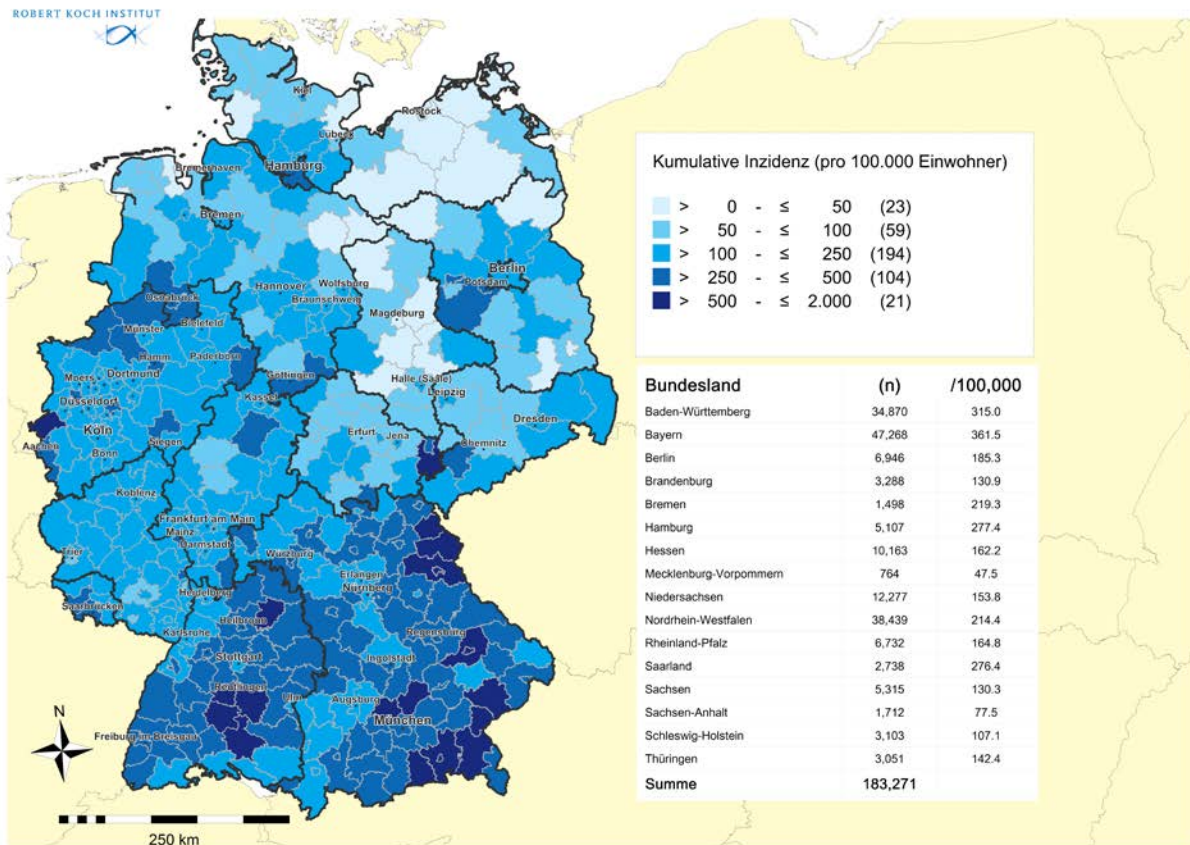 ROBERT KOCH INSTITUT
Kiel
Rostock
Lübeck
Hamburg
Bremerhaven
Bremen
Berlin
Potsdam
Wolfsburg
Hannover
Braunschweig
Osnabrück
Magdeburg
Münster
Bielefeld
Hamm
Paderborn
Göttingen
Halle (Saale)
Leipzig
Moers
Dortmund
Düsseldorf
Kassel
Dresden
Köln
Erfurt
Jena
Chemnitz
Aachen
Siegen
Bonn
Koblenz
Frankfurt am Main
Mainz
Darmstadt
Trier
Würzburg
Erlangen
Nürnberg
Heidelberg
Saarbrücken
Heilbronn
Karlsruhe
Regensburg
Stuttgart
Ingolstadt
Reutlingen
Ulm
Augsburg
München
Freiburg im Breisgau
N
250 km
Kumulative Inzidenz (pro 100.000 Einwohner)
> 0 - ≤ 50 (23)
> 50 - ≤ 100 (59)
> 100 - ≤ 250 (194)
> 250 - ≤ 500 (104)
> 500 - ≤ 2.000 (21)
Bundesland (n) /100,000
Baden-Württemberg 34,870 315.0
Bayern 47,268 361.5
Berlin 6,946 185.3
Brandenburg 3,288 130.9
Bremen 1,498 219.3
Hamburg 5,107 277.4
Hessen 10,163 162.2
Mecklenburg-Vorpommern 764 47.5
Niedersachsen 12,277 153.8
Nordrhein-Westfalen 38,439 214.4
Rheinland-Pfalz 6,732 164.8
Saarland 2,738 276.4
Sachsen 5,315 130.3
Sachsen-Anhalt 1,712 77.5
Schleswig-Holstein 3,103 107.1
Thüringen 3,051 142.4
Summe 183,271